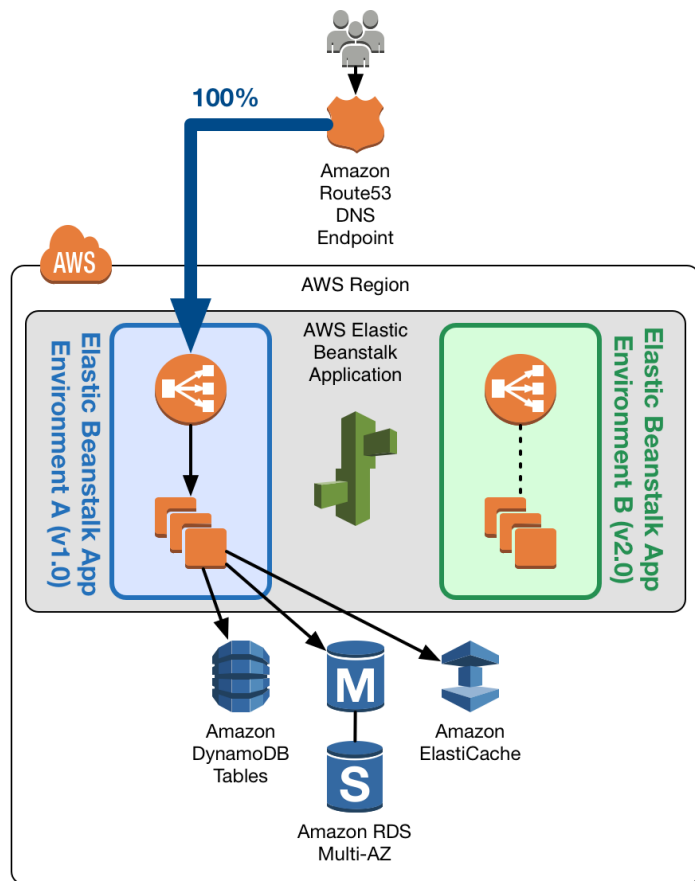 100%
Amazon
Route53
DNS
Endpoint
AWS
AWS Region
Elastic Beanstalk App
Environment A (v1.0)
AWS Elastic
Beanstalk
Application
Elastic Beanstalk App
Environment B (v2.0)
M
Amazon
DynamoDB
Tables
Amazon
ElastiCache
S
Amazon RDS
Multi-AZ